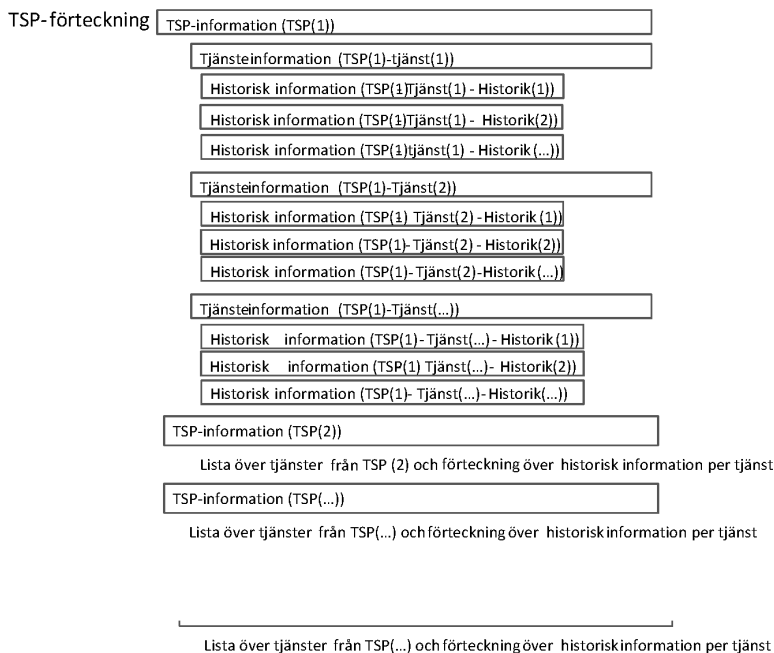 TSP-förteckning
TSP-information (TSP(1))
Tjänsteinformation (TSP(1)-tjänst(1))
Historisk information (TSP(1)Tjänst(1) - Historik(1))
Historisk information (TSP(1)Tjänst(1) - Historik(2))
Historisk information (TSP(1)tjänst(1) - Historik(...))
Tjänsteinformation (TSP(1)-Tjänst(2))
Historisk information (TSP(1) Tjänst(2) -Historik(1))
Historisk information (TSP(1)-Tjänst(2) - Historik(2))
Historisk information (TSP(1)-Tjänst(2)-Historik(...))
Tjänsteinformation (TSP(1)-Tjänst(...))
Historisk information (TSP(1)-Tjänst(...) - Historik(1))
Historisk information (TSP(1) Tjänst(...)- Historik(2))
Historisk information (TSP(1)- Tjänst(...)-Historik(...))
TSP-information (TSP(2))
Lista över tjänster från TSP (2) och förteckning över historisk information per tjänst
TSP-information (TSP(...))
Lista över tjänster från TSP(...) och förteckning över historisk information per tjänst
Lista över tjänster från TSP(...) och förteckning över historisk information per tjänst